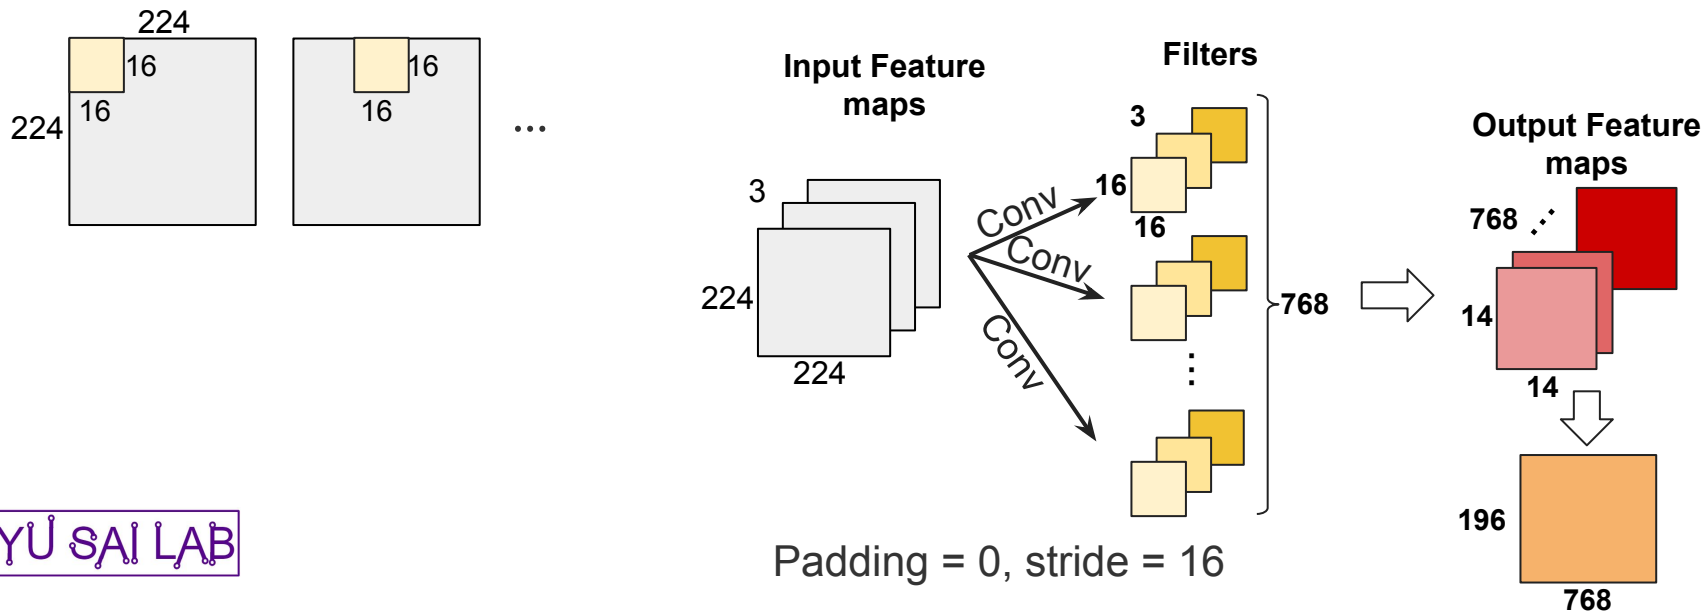 224
16
16
224
16
16
...
Input Feature
maps
3
224
224
Conv
Conv
Conv
Filters
3
16
16
768
Output Feature
maps
768
14
14
196
768
Padding = 0, stride = 16
YU SAI LAB